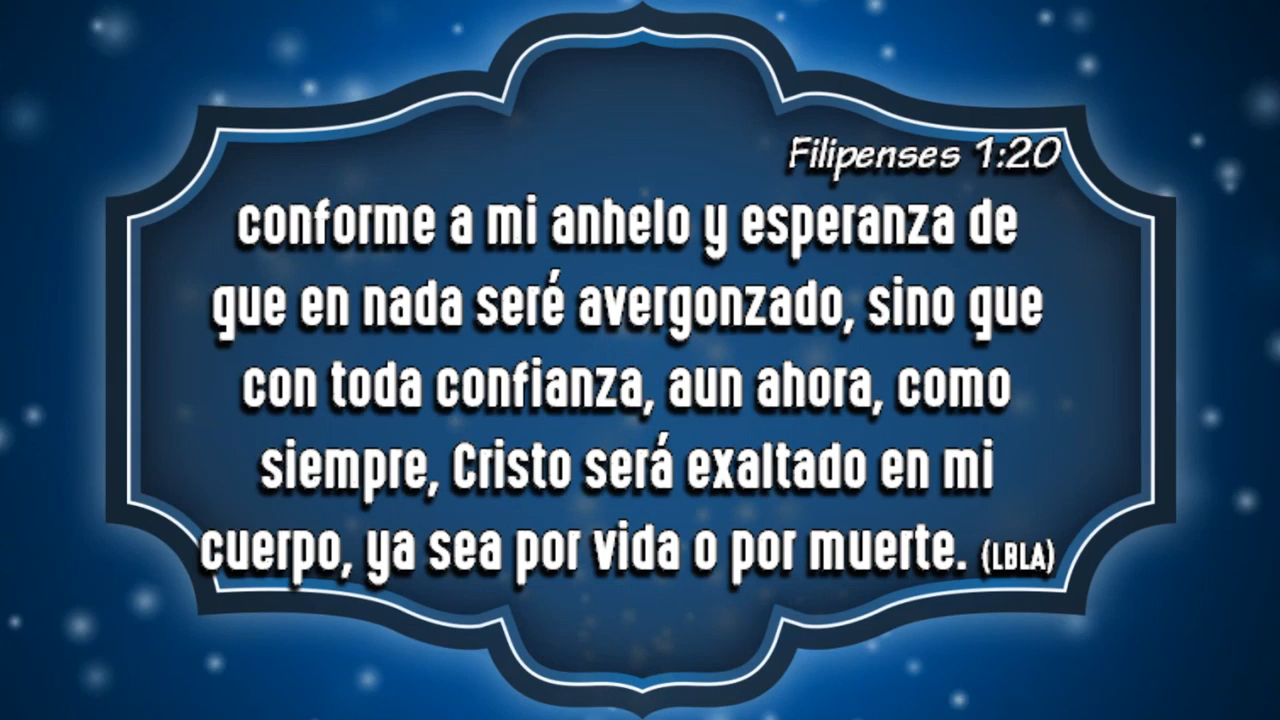 Filipenses 1:20
conforme a mi anhelo y esperanza de
que en nada seré avergonzado, sino que
con toda confianza, aun ahora, como
siempre, Cristo será exaltado en mi
cuerpo, ya sea por vida o por muerte. (LBLA)